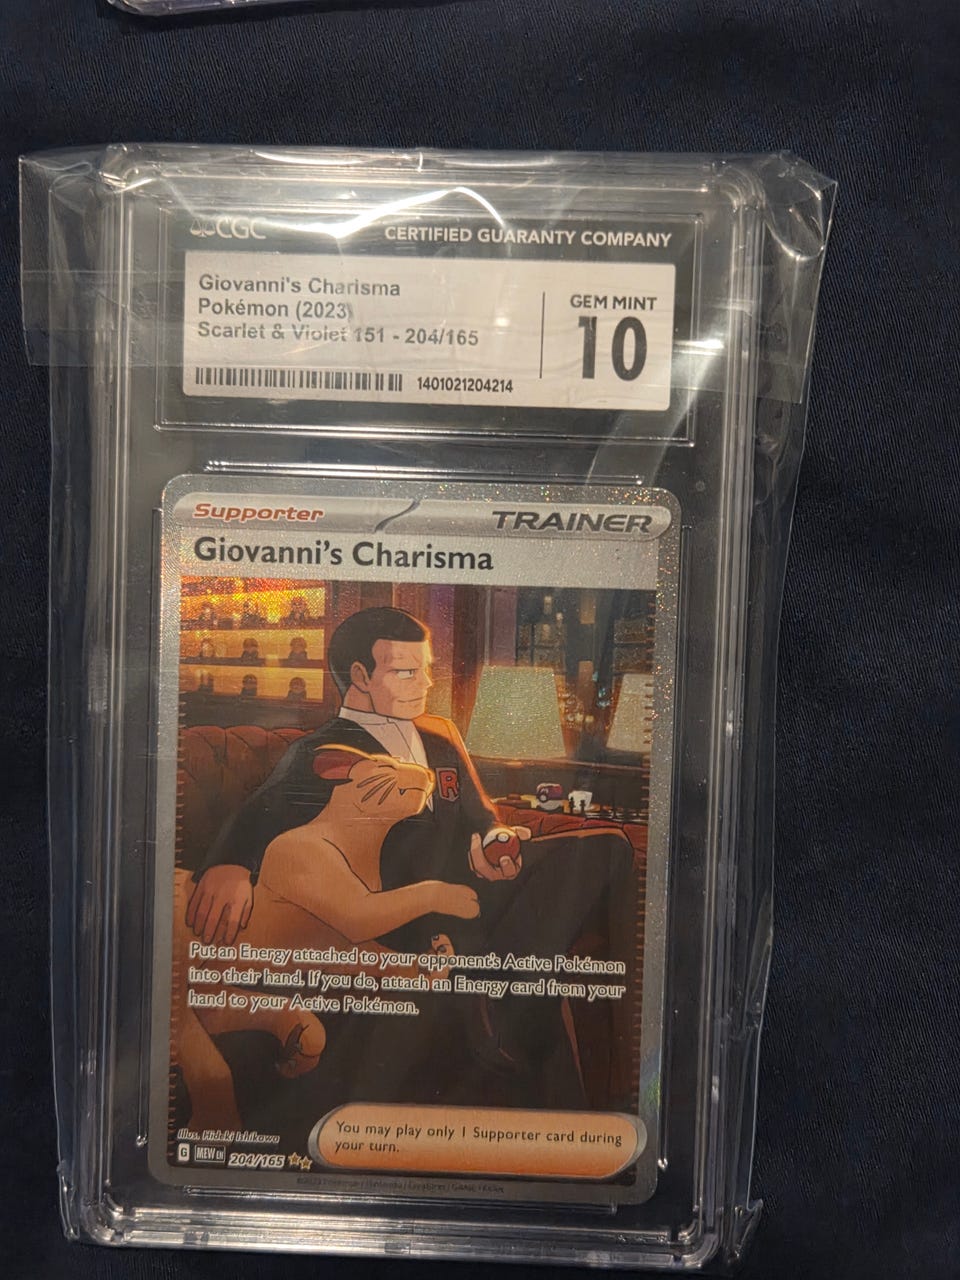 CGC
CERTIFIED GUARANTY COMPANY
Giovanni's Charisma
Pokémon (2023)
Scarlet & Violet 151 - 204/165
GEM MINT
10
1401021204214
Supporter
TRAINER
Giovanni's Charisma
R
Put an Energy attached to your opponent's Active Pokémon
into their hand. If you do, attach an Energy card from your
hand to your Active Pokémon.
You may play only 1 Supporter card during
your turn.
Illus. Hideki Ishikawa
G MEW EN 204/165